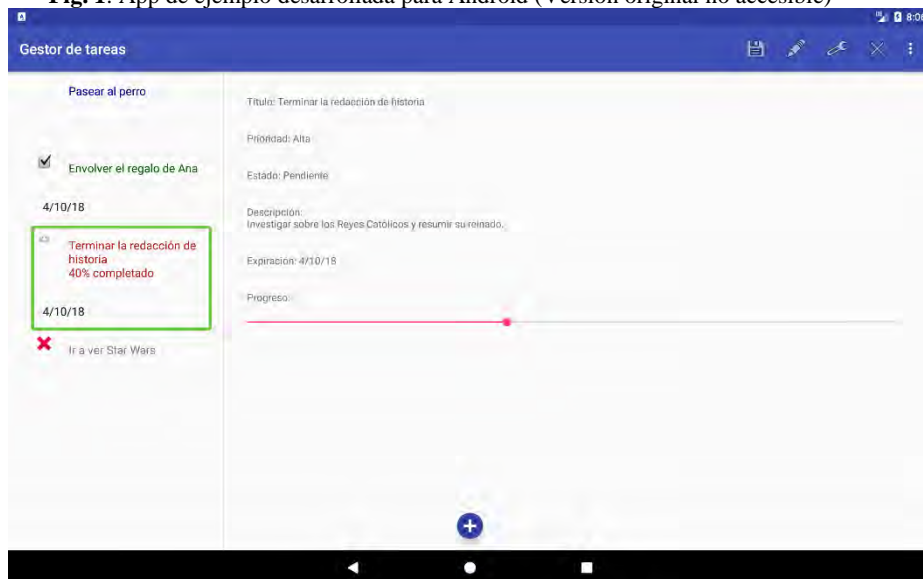 Fig. 1: App de ejemplo desarrollada para Android (Versión original no accesible)
8:06
Gestor de tareas
Pasear al perro
Envolver el regalo de Ana
4/10/18
Terminar la redacción de
historia
40% completado
4/10/18
Ir a ver Star Wars
Título: Terminar la redacción de historia
Prioridad: Alta
Estado: Pendiente
Descripción:
Investigar sobre los Reyes Católicos y resumir su reinado.
Expiración: 4/10/18
Progreso: